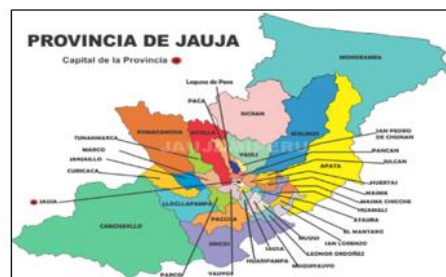 PROVINCIA DE JAUJA
Capital de la Provincia
MONOBAMBA
Laguna de Paca
PACA
RICRAN
POMACANCHA
ACOLLA
MOLINOS
TUNANMARCA
MARCO
JANJAILLO
CURICACA
YAULI
SAN PEDRO
DE CHUNAN
PANCAN
JULCAN
APATA
HUERTAS
MASMA
MASMA CHICCHE
HUAMALI
ATAURA
JAUJA
LLOCLLAPAMPA
CANCHAYLLO
PACCHA
EL MANTARO
MUQUI
SAN LORENZO
LEONOR ORDOÑEZ
MUQUIYAUYO
HUARIPAMPA
SINCOS
PARCO
YAUYOS